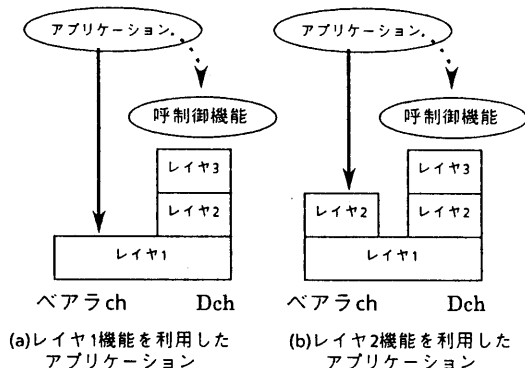 アプリケーション
呼制御機能
レイヤ3
レイヤ2
レイヤ1
ベアラch
Dch
(a)レイヤ1機能を利用した
アプリケーション
アプリケーション
呼制御機能
レイヤ3
レイヤ2
レイヤ2
レイヤ1
ベアラch
Dch
(b)レイヤ2機能を利用した
アプリケーション